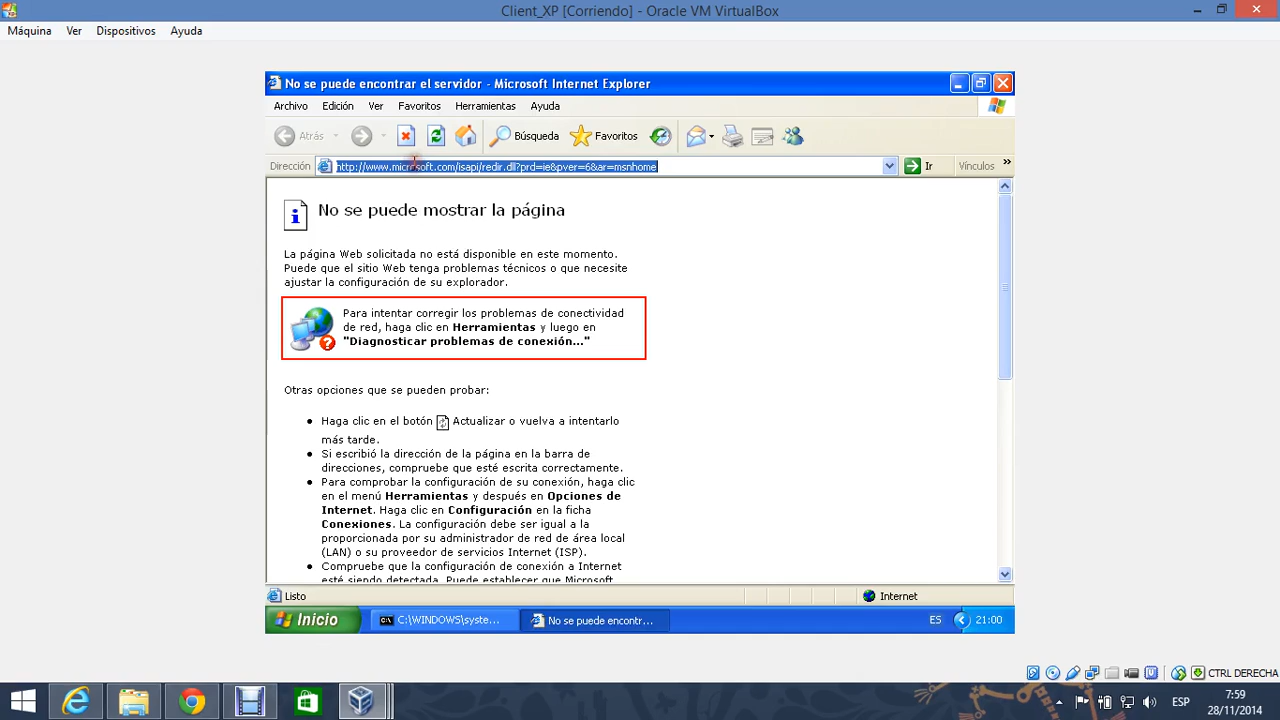 Client_XP [Corriendo] - Oracle VM VirtualBox
Máquina Ver Dispositivos Ayuda
No se puede encontrar el servidor - Microsoft Internet Explorer
Archivo Edición Ver Favoritos Herramientas Ayuda
Atrás Búsqueda Favoritos
Dirección http://www.microsoft.com/isapi/redir.dll?prd=ie&pver=6&ar=msnhome Ir Vínculos »
No se puede mostrar la página
La página Web solicitada no está disponible en este momento.
Puede que el sitio Web tenga problemas técnicos o que necesite
ajustar la configuración de su explorador.
Para intentar corregir los problemas de conectividad
de red, haga clic en Herramientas y luego en
"Diagnosticar problemas de conexión..."
Otras opciones que se pueden probar:
• Haga clic en el botón Actualizar o vuelva a intentarlo
más tarde.
• Si escribió la dirección de la página en la barra de
direcciones, compruebe que esté escrita correctamente.
• Para comprobar la configuración de su conexión, haga clic
en el menú Herramientas y después en Opciones de
Internet. Haga clic en Configuración en la ficha
Conexiones. La configuración debe ser igual a la
proporcionada por su administrador de red de área local
(LAN) o su proveedor de servicios Internet (ISP).
• Compruebe que la configuración de conexión a Internet
esté siendo detectada. Puede establecer que Microsoft
Listo Internet
Inicio C:\WINDOWS\syste... No se puede encontr... ES 21:00
CTRL DERECHA
ESP 7:59
28/11/2014